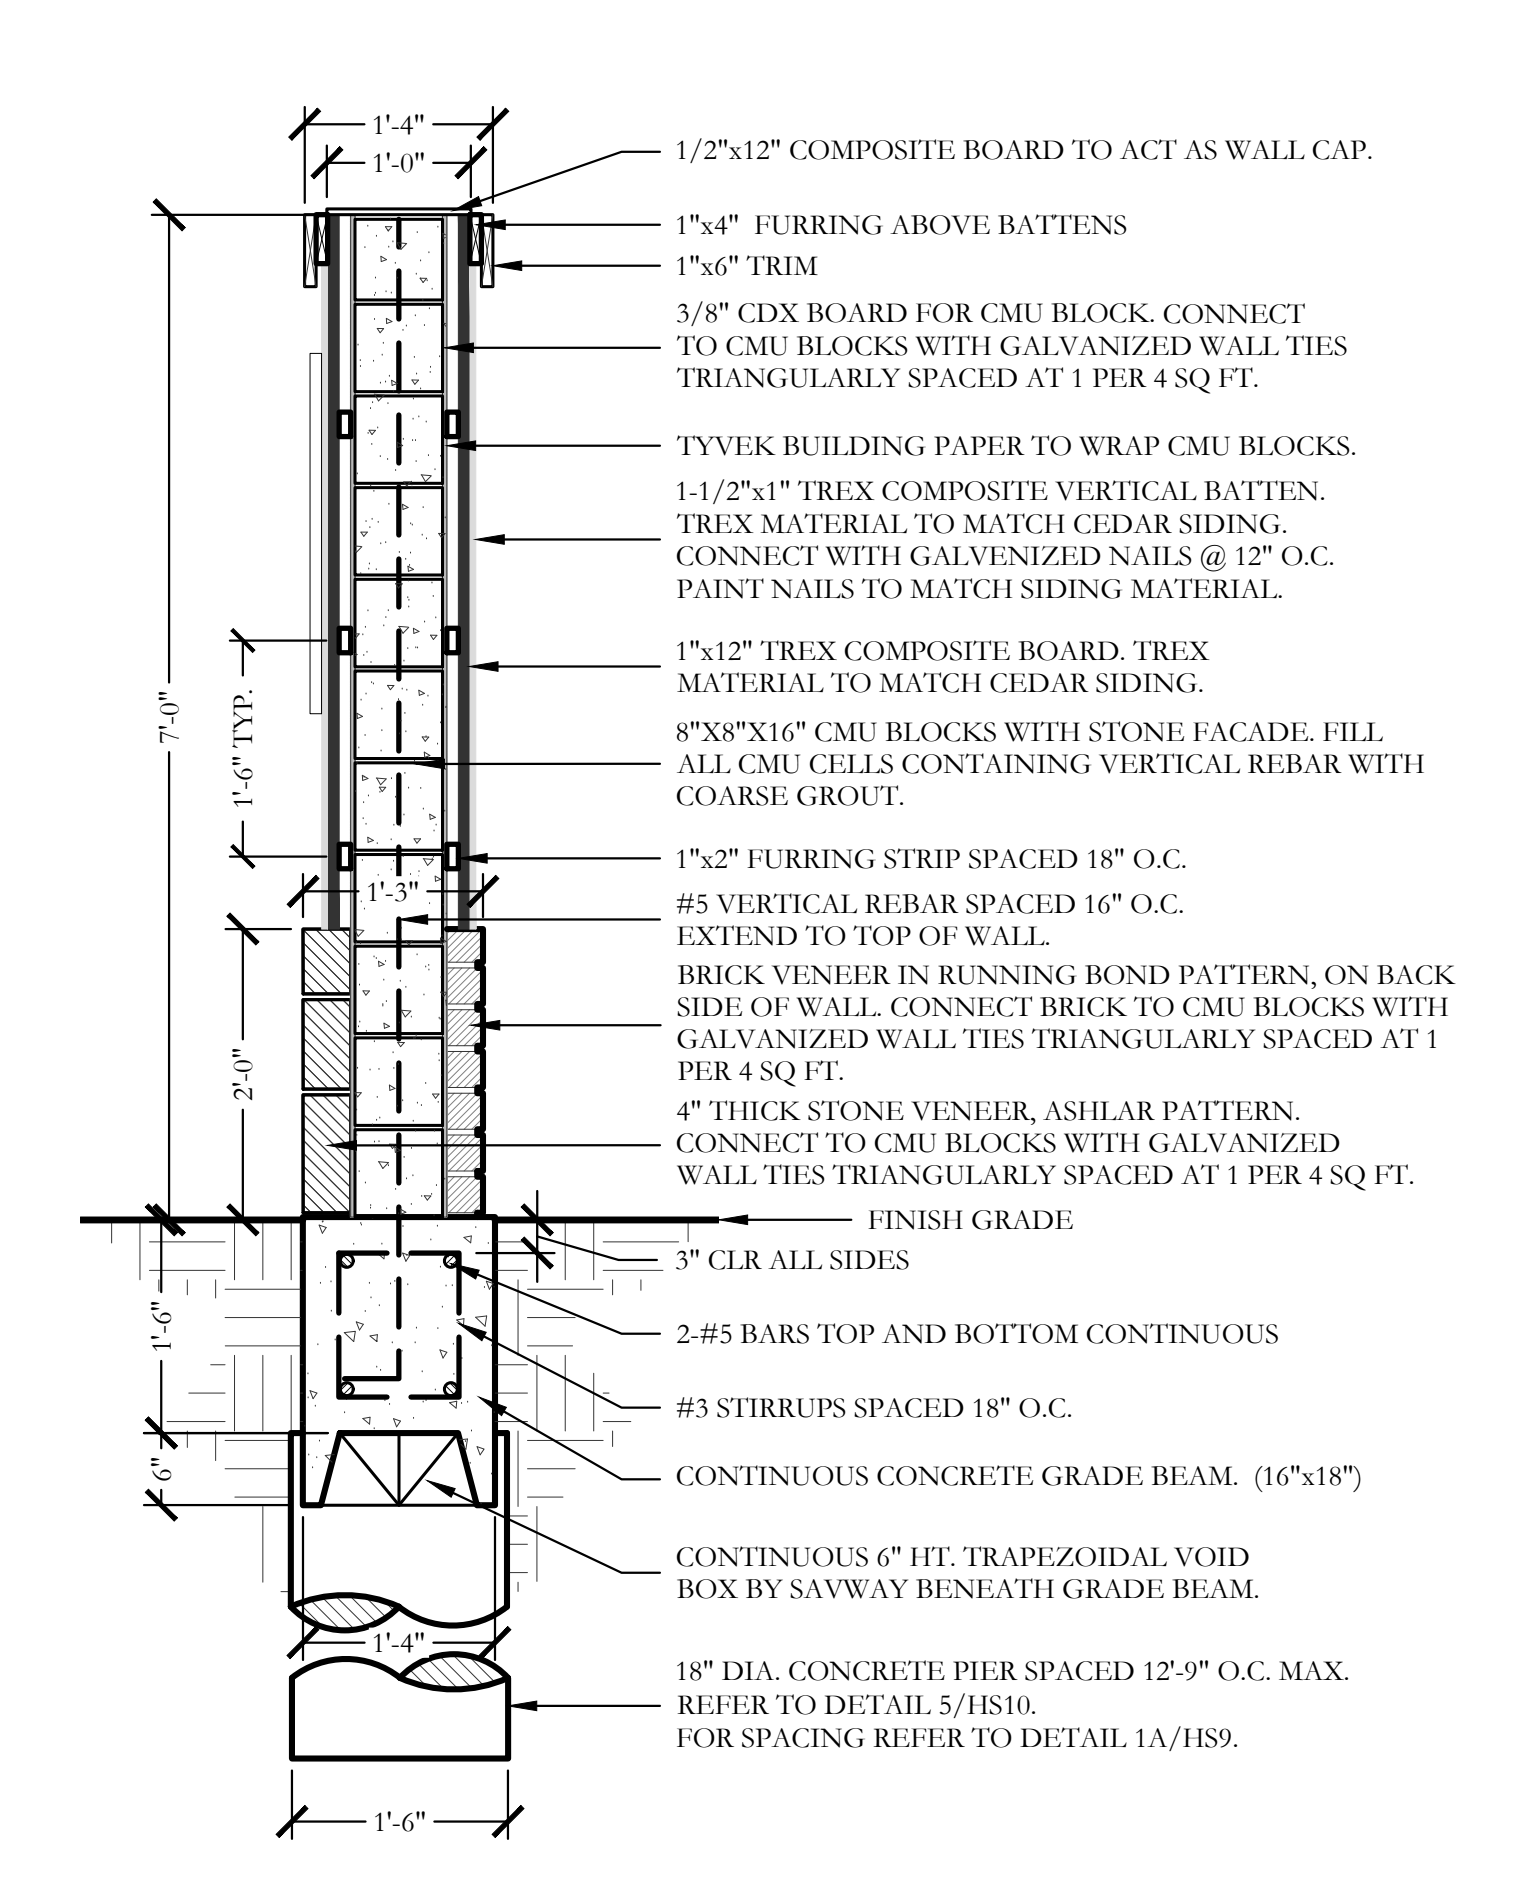 1'-4"
1'-0"
1/2"x12" COMPOSITE BOARD TO ACT AS WALL CAP.
1"x4" FURRING ABOVE BATTENS
1"x6" TRIM
3/8" CDX BOARD FOR CMU BLOCK. CONNECT
TO CMU BLOCKS WITH GALVANIZED WALL TIES
TRIANGULARLY SPACED AT 1 PER 4 SQ FT.
TYVEK BUILDING PAPER TO WRAP CMU BLOCKS.
1-1/2"x1" TREX COMPOSITE VERTICAL BATTEN.
TREX MATERIAL TO MATCH CEDAR SIDING.
CONNECT WITH GALVENIZED NAILS @ 12" O.C.
PAINT NAILS TO MATCH SIDING MATERIAL.
1"x12" TREX COMPOSITE BOARD. TREX
MATERIAL TO MATCH CEDAR SIDING.
7'-0"
1'-6" TYP.
8"X8"X16" CMU BLOCKS WITH STONE FACADE. FILL
ALL CMU CELLS CONTAINING VERTICAL REBAR WITH
COARSE GROUT.
1"x2" FURRING STRIP SPACED 18" O.C.
1'-3"
#5 VERTICAL REBAR SPACED 16" O.C.
EXTEND TO TOP OF WALL.
BRICK VENEER IN RUNNING BOND PATTERN, ON BACK
SIDE OF WALL. CONNECT BRICK TO CMU BLOCKS WITH
GALVANIZED WALL TIES TRIANGULARLY SPACED AT 1
PER 4 SQ FT.
2'-0"
4" THICK STONE VENEER, ASHLAR PATTERN.
CONNECT TO CMU BLOCKS WITH GALVANIZED
WALL TIES TRIANGULARLY SPACED AT 1 PER 4 SQ FT.
FINISH GRADE
3" CLR ALL SIDES
1'-6"
2-#5 BARS TOP AND BOTTOM CONTINUOUS
#3 STIRRUPS SPACED 18" O.C.
6"
CONTINUOUS CONCRETE GRADE BEAM. (16"x18")
CONTINUOUS 6" HT. TRAPEZOIDAL VOID
BOX BY SAVWAY BENEATH GRADE BEAM.
1'-4"
18" DIA. CONCRETE PIER SPACED 12'-9" O.C. MAX.
REFER TO DETAIL 5/HS10.
FOR SPACING REFER TO DETAIL 1A/HS9.
1'-6"